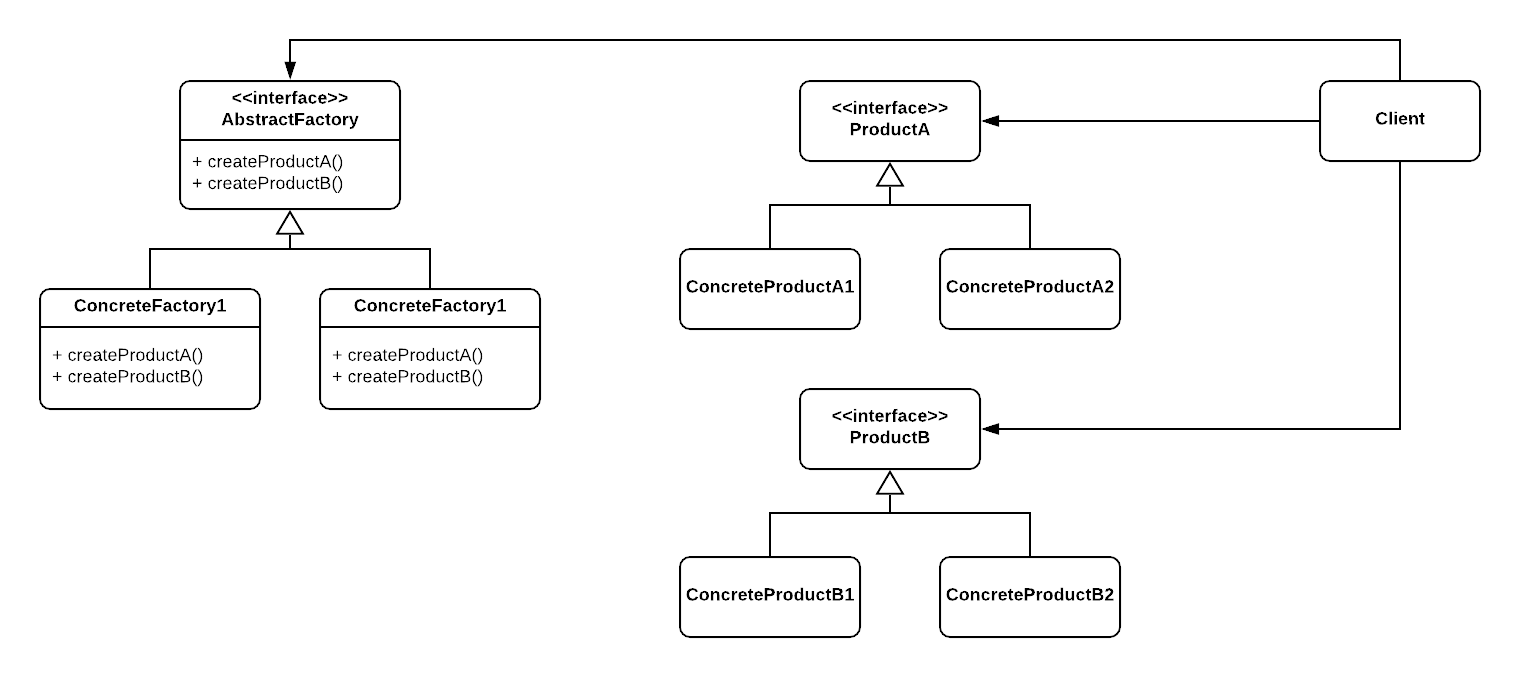 <<interface>>
AbstractFactory
+ createProductA()
+ createProductB()
ConcreteFactory1
+ createProductA()
+ createProductB()
ConcreteFactory1
+ createProductA()
+ createProductB()
<<interface>>
ProductA
Client
ConcreteProductA1
ConcreteProductA2
<<interface>>
ProductB
ConcreteProductB1
ConcreteProductB2